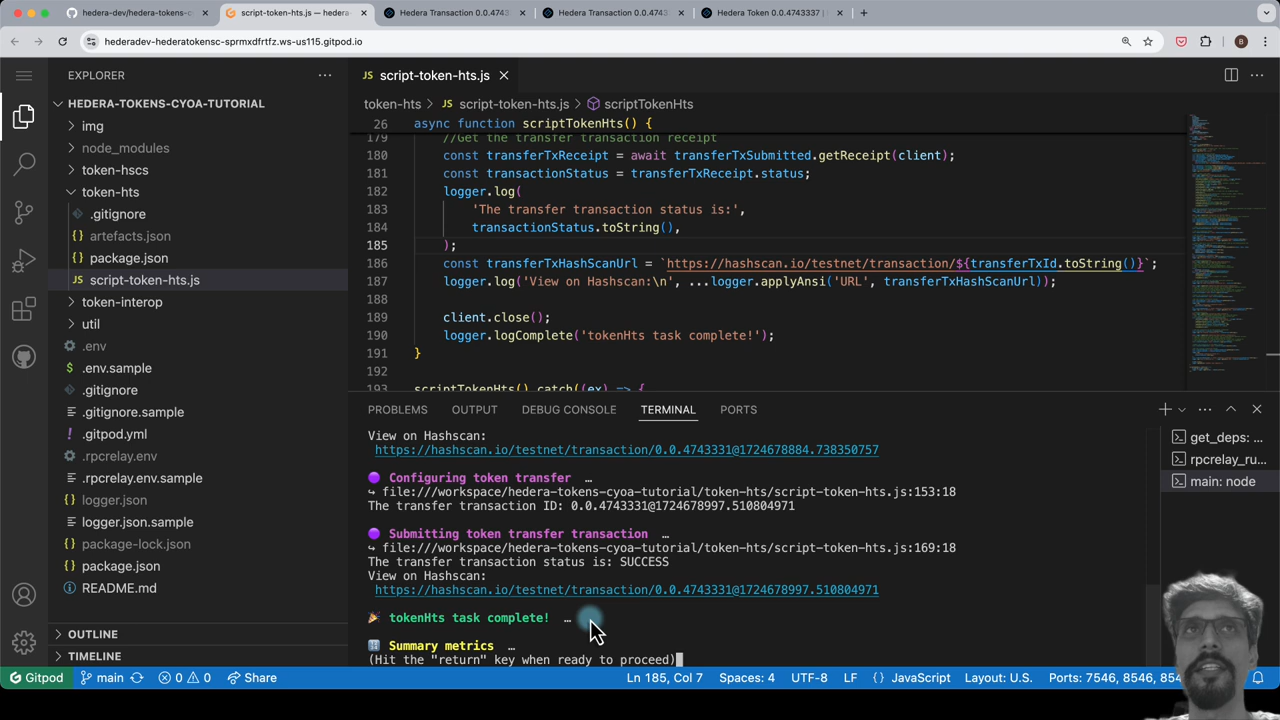 hedera-dev/hedera-tokens-c
script-token-hts.js — hedera-
Hedera Transaction 0.0.4743
Hedera Transaction 0.0.4743
Hedera Token 0.0.4743337 |
hederadev-hederatokensc-sprmxdfrtfz.ws-us115.gitpod.io
B
EXPLORER
HEDERA-TOKENS-CYOA-TUTORIAL
img
node_modules
token-hscs
token-hts
.gitignore
artefacts.json
package.json
JS script-token-hts.js
token-interop
util
.env
$ .env.sample
.gitignore
.gitignore.sample
! .gitpod.yml
.rpcrelay.env
.rpcrelay.env.sample
logger.json
logger.json.sample
package-lock.json
package.json
README.md
OUTLINE
TIMELINE
JS script-token-hts.js
token-hts > JS script-token-hts.js > scriptTokenHts
26 async function scriptTokenHts() {
179 //Get the transfer transaction receipt
180 const transferTxReceipt = await transferTxSubmitted.getReceipt(client);
181 const transactionStatus = transferTxReceipt.status;
182 logger.log(
183 'The transfer transaction status is:',
184 transactionStatus.toString(),
185 );
186 const transferTxHashScanUrl = `https://hashscan.io/testnet/transaction/${transferTxId.toString()}`;
187 logger.log('View on Hashscan:\n', ...logger.applyAnsi('URL', transferTxHashScanUrl));
188
189 client.close();
190 logger.logComplete('tokenHts task complete!');
191 }
192
193 scriptTokenHts().catch((ex) => {
PROBLEMS OUTPUT DEBUG CONSOLE TERMINAL PORTS
View on Hashscan:
https://hashscan.io/testnet/transaction/0.0.4743331@1724678884.738350757
Configuring token transfer …
↪ file:///workspace/hedera-tokens-cyoa-tutorial/token-hts/script-token-hts.js:153:18
The transfer transaction ID: 0.0.4743331@1724678997.510804971
Submitting token transfer transaction …
↪ file:///workspace/hedera-tokens-cyoa-tutorial/token-hts/script-token-hts.js:169:18
The transfer transaction status is: SUCCESS
View on Hashscan:
https://hashscan.io/testnet/transaction/0.0.4743331@1724678997.510804971
🎉 tokenHts task complete! …
🔢 Summary metrics …
(Hit the "return" key when ready to proceed)
get_deps: ...
rpcrelay_ru...
main: node
Gitpod main 0 0 Share Ln 185, Col 7 UTF-8 LF {} JavaScript Layout: U.S. Ports: 7546, 8546,